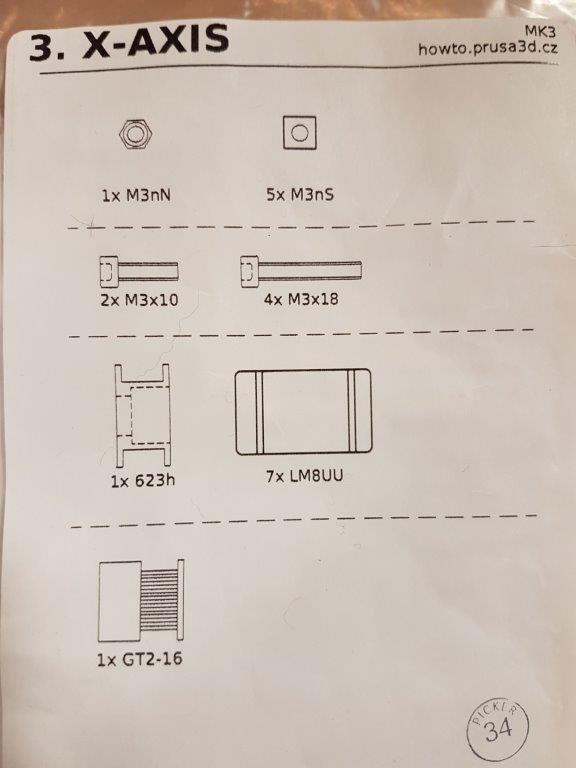 3. X-AXIS
MK3
howto.prusa3d.cz
1x M3nN
5x M3nS
2x M3x10
4x M3x18
1x 623h
7x LM8UU
1x GT2-16
PICKER
34